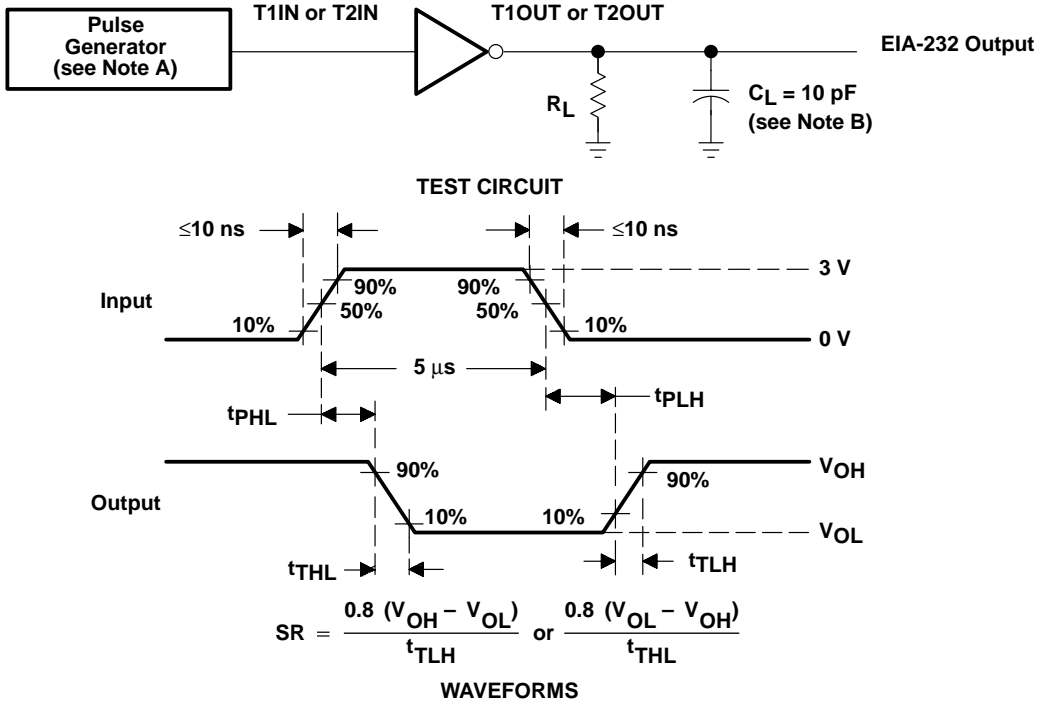 T1IN or T2IN
T1OUT or T2OUT
Pulse
Generator
(see Note A)
EIA-232 Output
RL
CL = 10 pF
(see Note B)
TEST CIRCUIT
≤10 ns
≤10 ns
3 V
90%
90%
Input
50%
50%
10%
10%
0 V
5 μs
tPHL
tPLH
VOH
90%
90%
Output
10%
10%
VOL
tTHL
tTLH
SR = 0.8 (VOH – VOL) / tTLH or 0.8 (VOL – VOH) / tTHL
WAVEFORMS